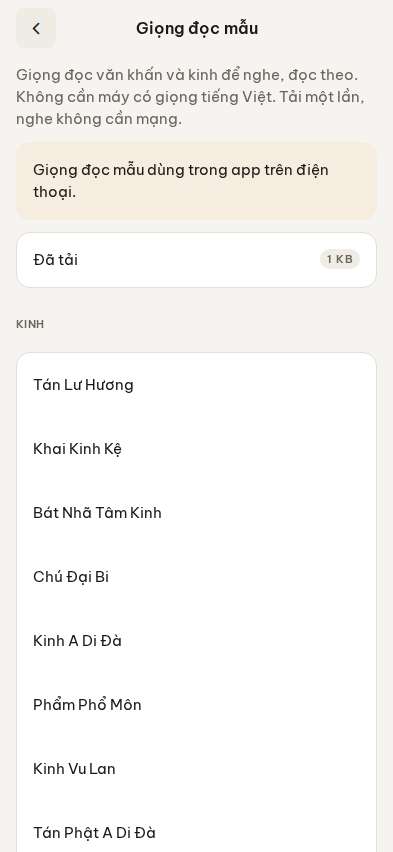 Giọng đọc mẫu
Giọng đọc văn khấn và kinh để nghe, đọc theo.
Không cần máy có giọng tiếng Việt. Tải một lần,
nghe không cần mạng.
Giọng đọc mẫu dùng trong app trên điện
thoại.
Đã tải
1 KB
KINH
Tán Lư Hương
Khai Kinh Kệ
Bát Nhã Tâm Kinh
Chú Đại Bi
Kinh A Di Đà
Phẩm Phổ Môn
Kinh Vu Lan
Tán Phật A Di Đà